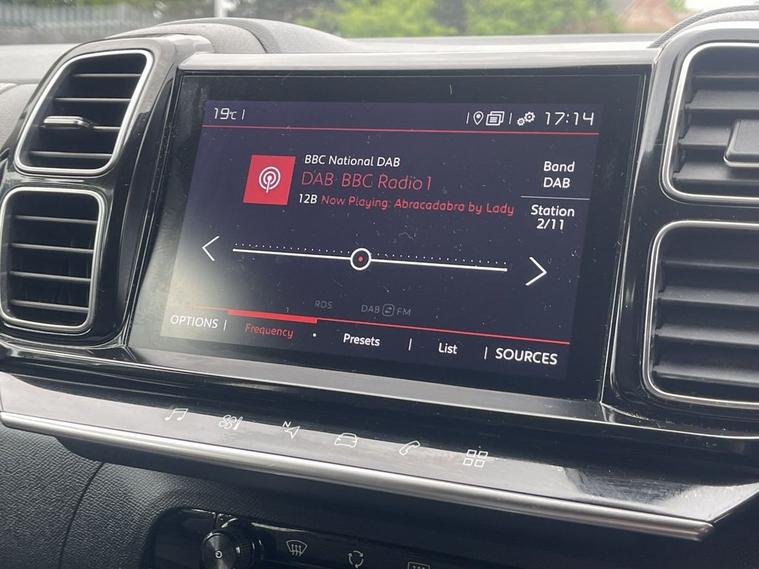 19°C
17:14
BBC National DAB
DAB BBC Radio 1
12B Now Playing: Abracadabra by Lady
Band
DAB
Station
2/11
RDS
DAB FM
OPTIONS
Frequency
Presets
List
SOURCES
N